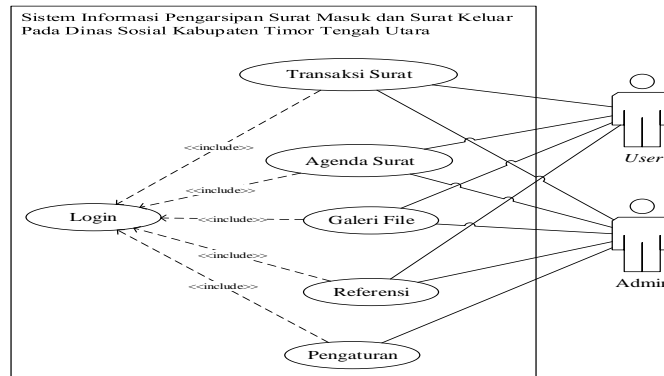 Sistem Informasi Pengarsipan Surat Masuk dan Surat Keluar
Pada Dinas Sosial Kabupaten Timor Tengah Utara
Transaksi Surat
<<include>>
Agenda Surat
User
<<include>>
Login
<<include>>
Galeri File
<<include>>
<<include>>
Referensi
Admin
Pengaturan